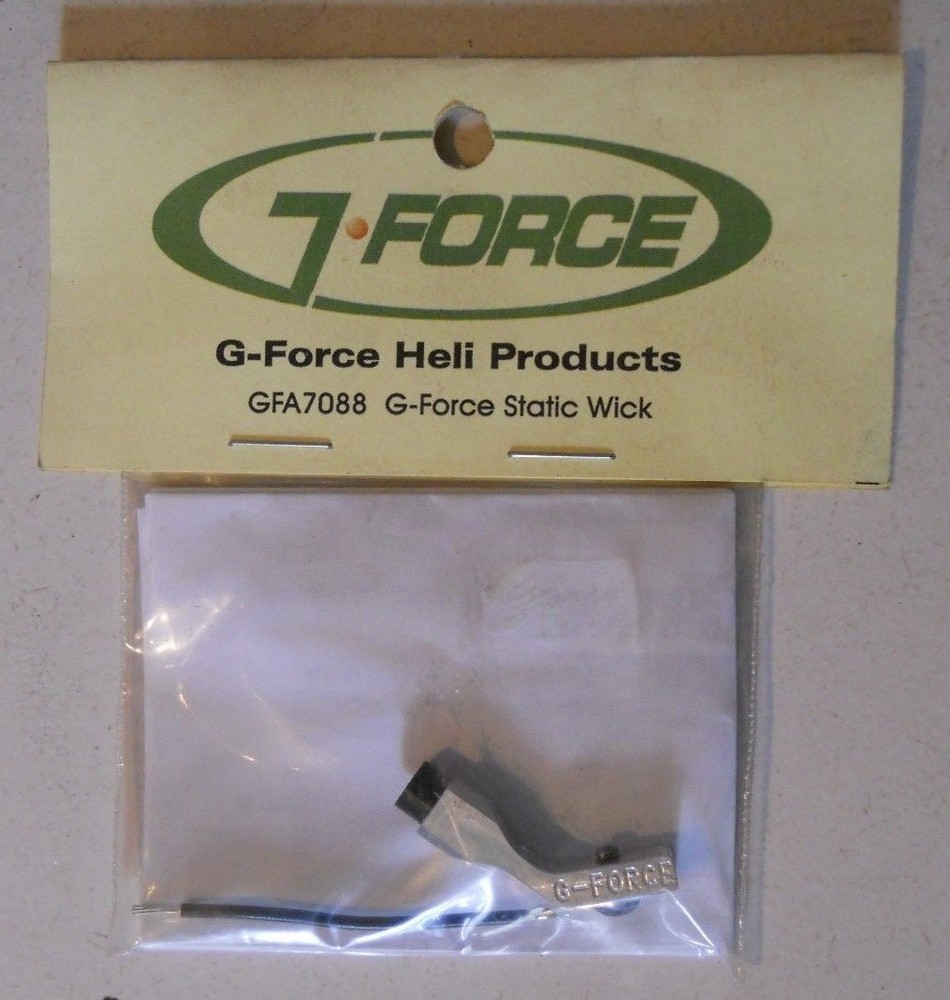 G-FORCE
G-Force Heli Products
GFA7088 G-Force Static Wick
G-FORCE